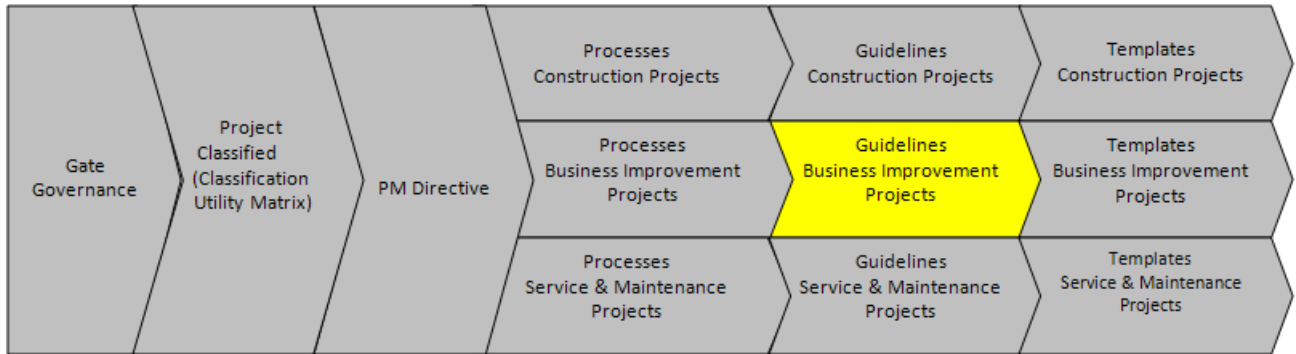 Gate
Governance
Project
Classified
(Classification
Utility Matrix)
PM Directive
Processes
Construction Projects
Guidelines
Construction Projects
Templates
Construction Projects
Processes
Business Improvement
Projects
Guidelines
Business Improvement
Projects
Templates
Business Improvement
Projects
Processes
Service & Maintenance
Projects
Guidelines
Service & Maintenance
Projects
Templates
Service & Maintenance
Projects